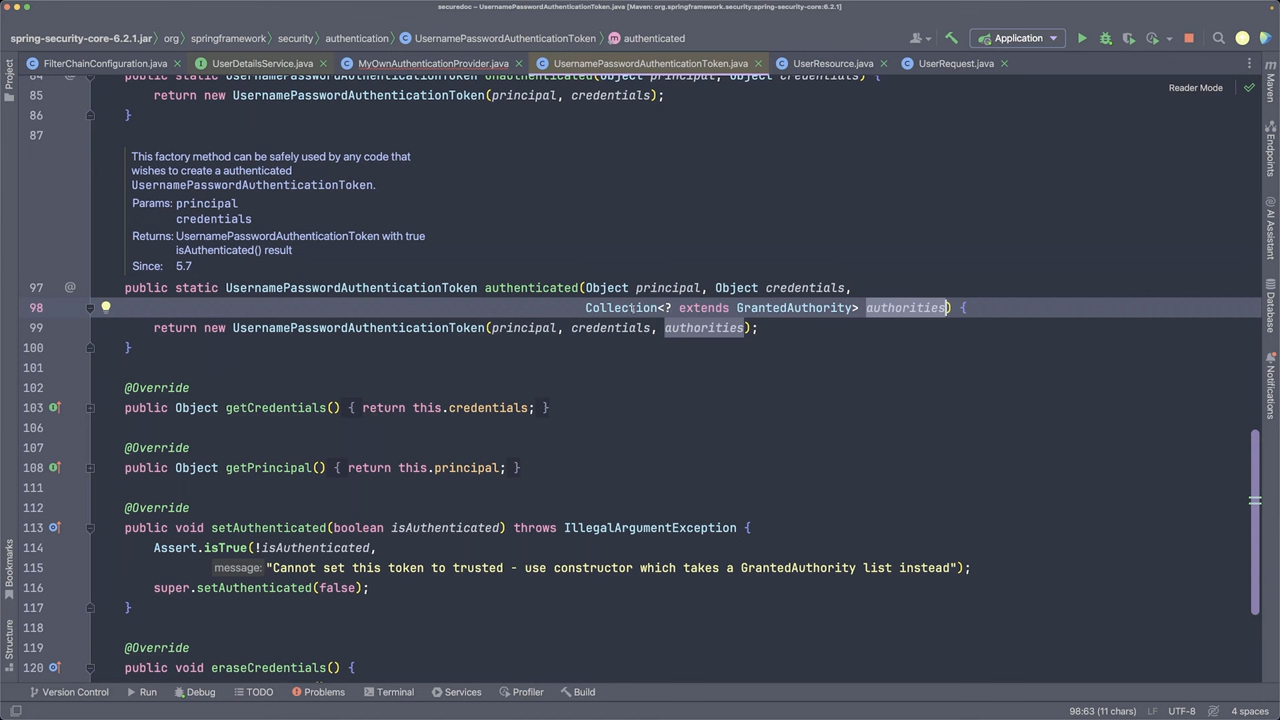 securedoc – UsernamePasswordAuthenticationToken.java [Maven: org.springframework.security:spring-security-core:6.2.1]
spring-security-core-6.2.1.jar org springframework security authentication UsernamePasswordAuthenticationToken authenticated Application
FilterChainConfiguration.java UserDetailsService.java MyOwnAuthenticationProvider.java UsernamePasswordAuthenticationToken.java UserResource.java UserRequest.java
Project
Maven
Endpoints
AI Assistant
Database
Notifications
Bookmarks
Structure
Reader Mode
84 public static UsernamePasswordAuthenticationToken unauthenticated(Object principal, Object credentials) {
85 return new UsernamePasswordAuthenticationToken(principal, credentials);
86 }
87
This factory method can be safely used by any code that
wishes to create a authenticated
UsernamePasswordAuthenticationToken.
Params: principal
credentials
Returns: UsernamePasswordAuthenticationToken with true
isAuthenticated() result
Since: 5.7
97 @ public static UsernamePasswordAuthenticationToken authenticated(Object principal, Object credentials,
98 Collection<? extends GrantedAuthority> authorities) {
99 return new UsernamePasswordAuthenticationToken(principal, credentials, authorities);
100 }
101
102 @Override
103 public Object getCredentials() { return this.credentials; }
106
107 @Override
108 public Object getPrincipal() { return this.principal; }
111
112 @Override
113 public void setAuthenticated(boolean isAuthenticated) throws IllegalArgumentException {
114 Assert.isTrue(!isAuthenticated,
115 message: "Cannot set this token to trusted - use constructor which takes a GrantedAuthority list instead");
116 super.setAuthenticated(false);
117 }
118
119 @Override
120 public void eraseCredentials() {
Version Control Run Debug TODO Problems Terminal Services Profiler Build
98:63 (11 chars) LF UTF-8 4 spaces